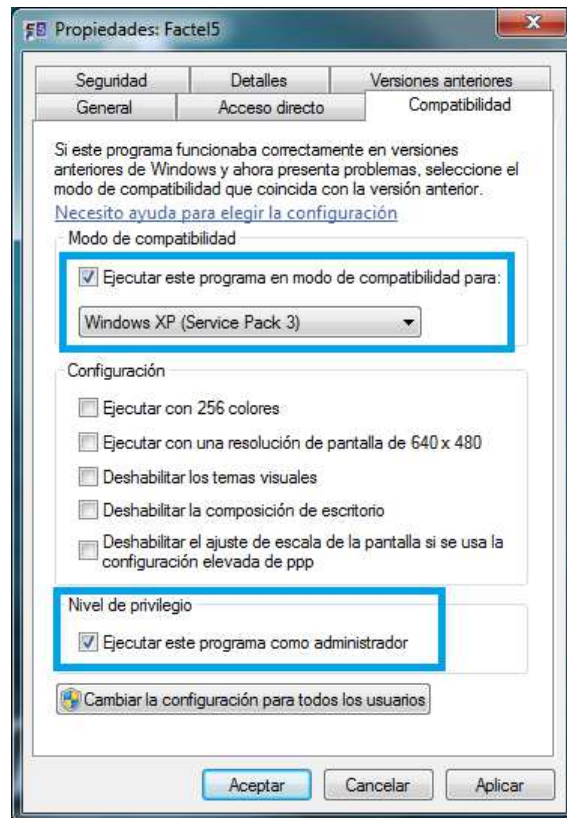 Propiedades: Factel5
Seguridad
Detalles
Versiones anteriores
General
Acceso directo
Compatibilidad
Si este programa funcionaba correctamente en versiones
anteriores de Windows y ahora presenta problemas, seleccione el
modo de compatibilidad que coincida con la versión anterior.
Necesito ayuda para elegir la configuración
Modo de compatibilidad
Ejecutar este programa en modo de compatibilidad para:
Windows XP (Service Pack 3)
Configuración
Ejecutar con 256 colores
Ejecutar con una resolución de pantalla de 640 x 480
Deshabilitar los temas visuales
Deshabilitar la composición de escritorio
Deshabilitar el ajuste de escala de la pantalla si se usa la
configuración elevada de ppp
Nivel de privilegio
Ejecutar este programa como administrador
Cambiar la configuración para todos los usuarios
Aceptar
Cancelar
Aplicar